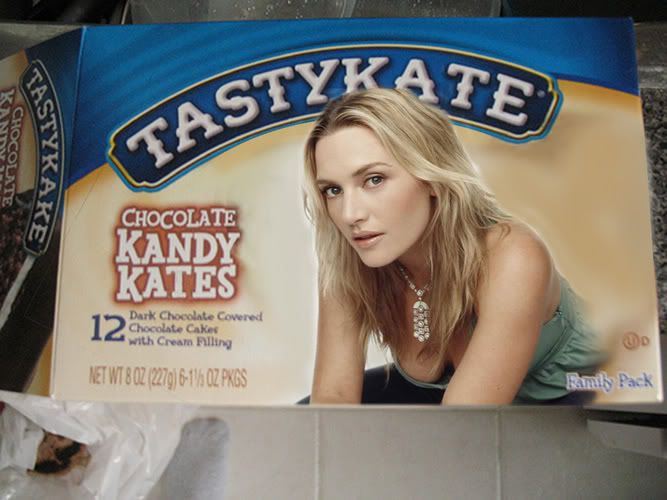 TASTYKATE
CHOCOLATE
KANDY
KATES
12 Dark Chocolate Covered
Chocolate Cakes
with Cream Filling
NET WT 8 OZ (227g) 6-1⅓ OZ PKGS
U D
Family Pack
TASTYKAKE
CHOCOLATE
KANDY